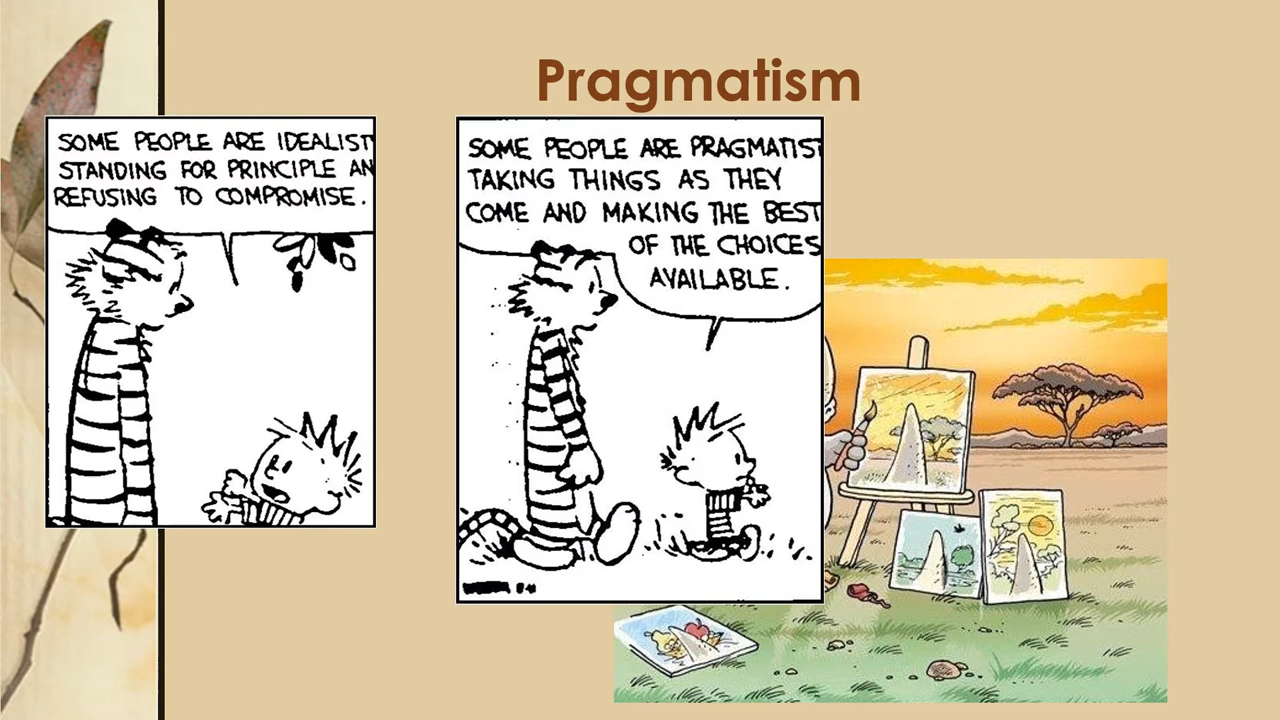 Pragmatism
SOME PEOPLE ARE IDEALIST
STANDING FOR PRINCIPLE AN
REFUSING TO COMPROMISE.
SOME PEOPLE ARE PRAGMATIST
TAKING THINGS AS THEY
COME AND MAKING THE BEST
OF THE CHOICES
AVAILABLE.